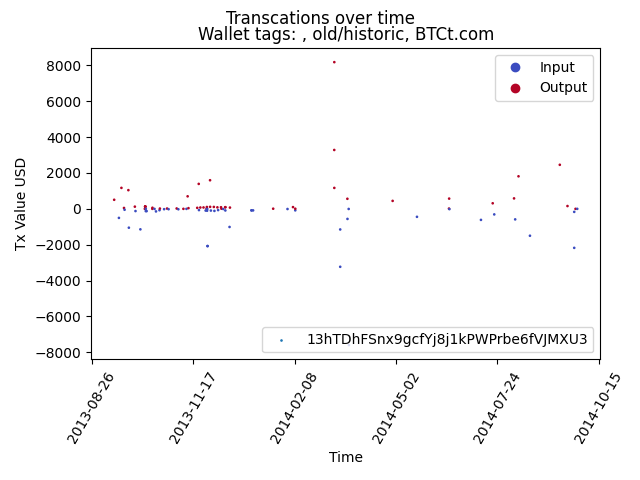 Transcations over time
Wallet tags: , old/historic, BTCt.com
Input
Output
8000
6000
4000
2000
0
−2000
−4000
−6000
−8000
Tx Value USD
13hTDhFSnx9gcfYj8j1kPWPrbe6fVJMXU3
2013-08-26
2013-11-17
2014-02-08
2014-05-02
2014-07-24
2014-10-15
Time